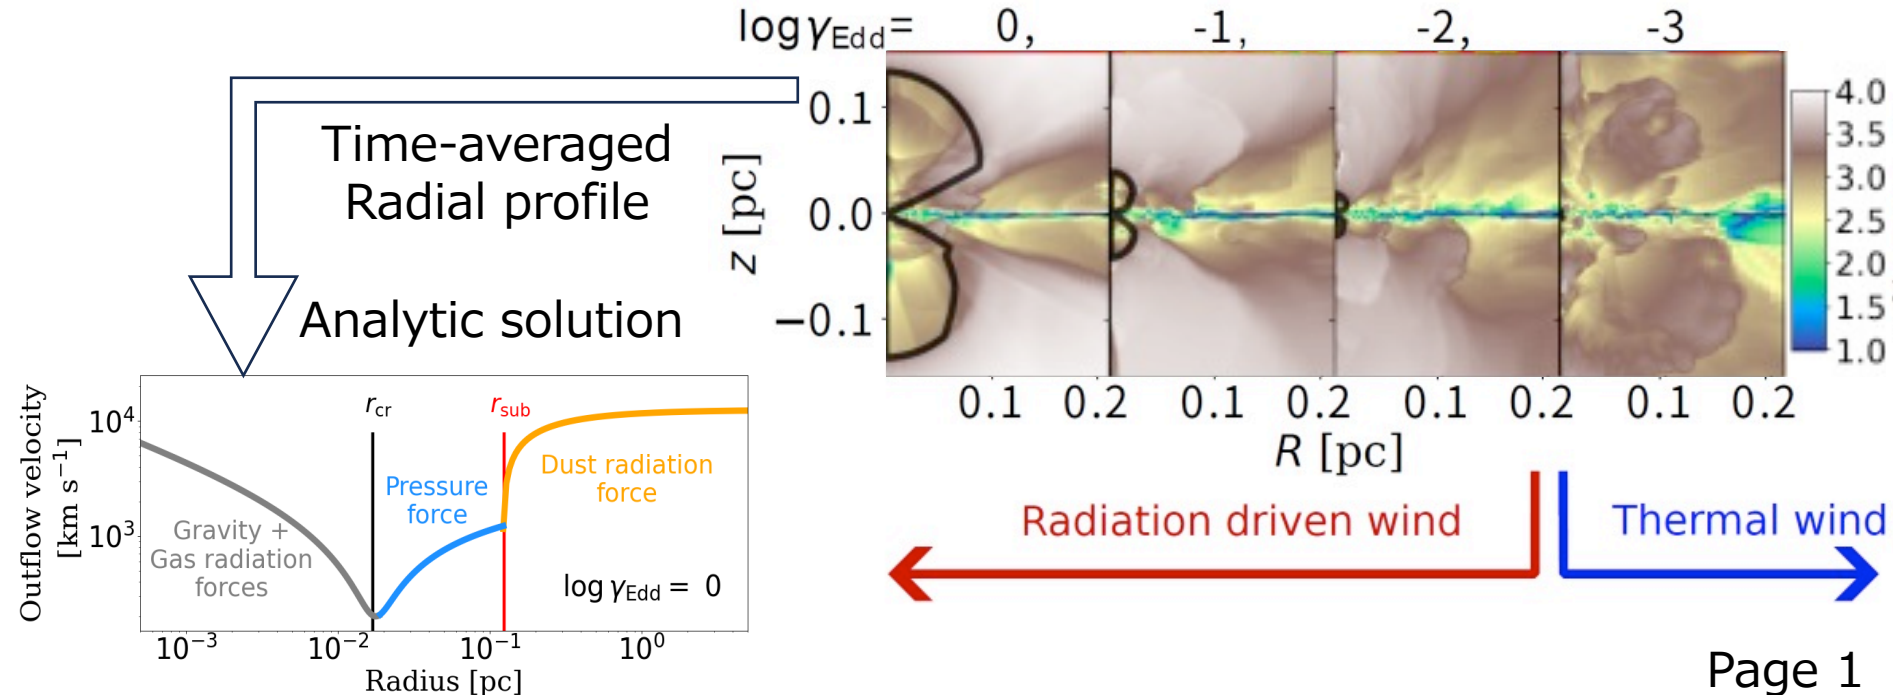 log γEdd= 0, -1, -2, -3
Time-averaged
Radial profile
Analytic solution
z [pc]
0.1
0.0
−0.1
4.0
3.5
3.0
2.5
2.0
1.5
1.0
0.1 0.2 0.1 0.2 0.1 0.2 0.1 0.2
R [pc]
Radiation driven wind
Thermal wind
Outflow velocity
[km s−1]
10^4
10^3
rcr
rsub
Gravity +
Gas radiation
forces
Pressure
force
Dust radiation
force
log γEdd = 0
10^−3 10^−2 10^−1 10^0
Radius [pc]
Page 1